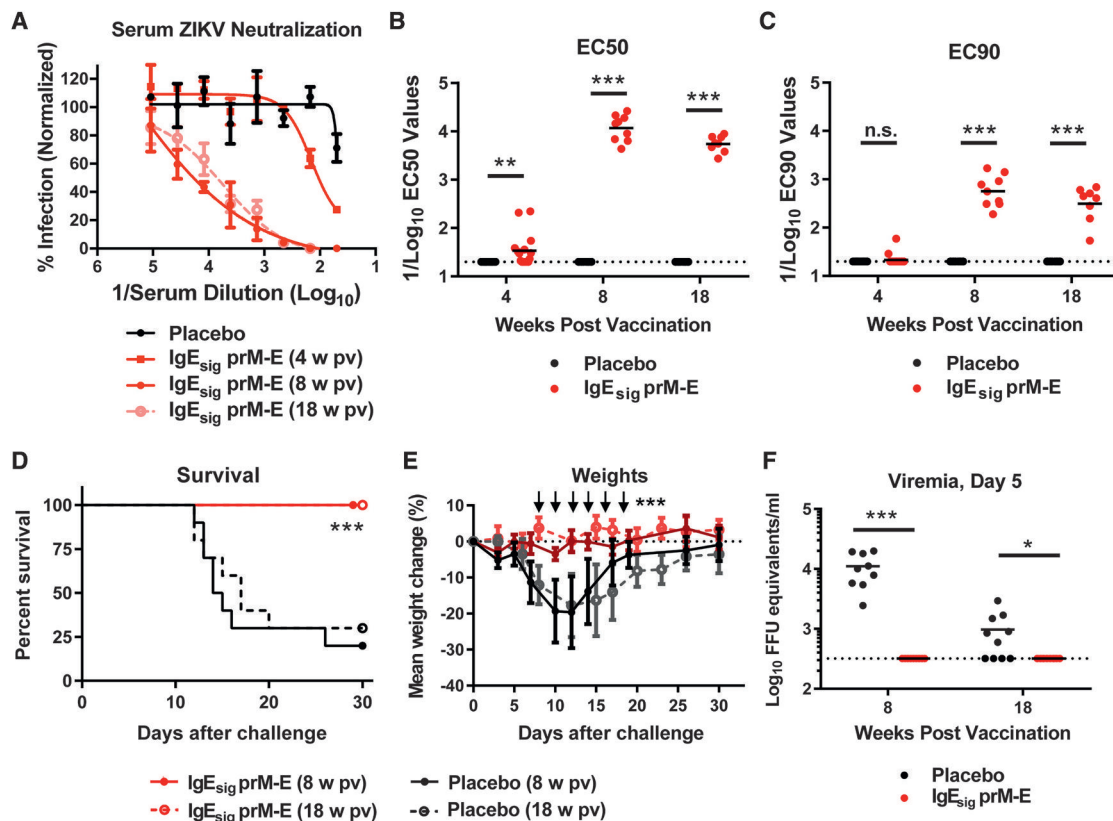 A
Serum ZIKV Neutralization
% Infection (Normalized)
120
100
80
60
40
20
0
6 5 4 3 2 1
1/Serum Dilution (Log10)
Placebo
IgEsig prM-E (4 w pv)
IgEsig prM-E (8 w pv)
IgEsig prM-E (18 w pv)
B
EC50
1/Log10 EC50 Values
5
4
3
2
1
**
***
***
4 8 18
Weeks Post Vaccination
Placebo
IgEsig prM-E
C
EC90
1/Log10 EC90 Values
5
4
3
2
1
n.s.
***
***
4 8 18
Weeks Post Vaccination
Placebo
IgEsig prM-E
D
Survival
Percent survival
100
75
50
25
0
***
0 10 20 30
Days after challenge
E
Weights
Mean weight change (%)
10
0
-10
-20
-30
-40
***
0 5 10 15 20 25 30
Days after challenge
IgEsig prM-E (8 w pv)
IgEsig prM-E (18 w pv)
Placebo (8 w pv)
Placebo (18 w pv)
F
Viremia, Day 5
Log10 FFU equivalents/ml
5
4
3
2
***
*
8 18
Weeks Post Vaccination
Placebo
IgEsig prM-E